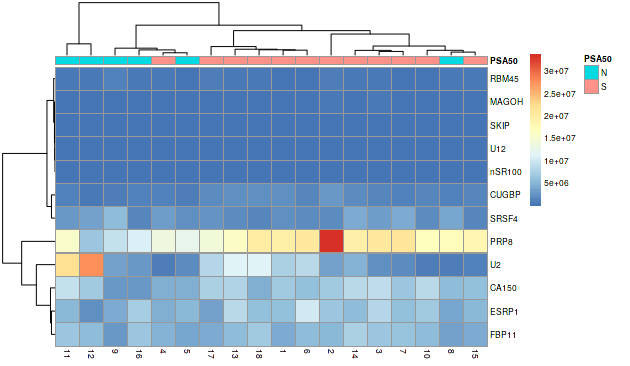 PSA50
PSA50
N
S
3e+07
2.5e+07
2e+07
1.5e+07
1e+07
5e+06
RBM45
MAGOH
SKIP
U12
nSR100
CUGBP
SRSF4
PRP8
U2
CA150
ESRP1
FBP11
11 12 9 16 4 5 17 13 18 1 6 2 14 3 7 10 8 15